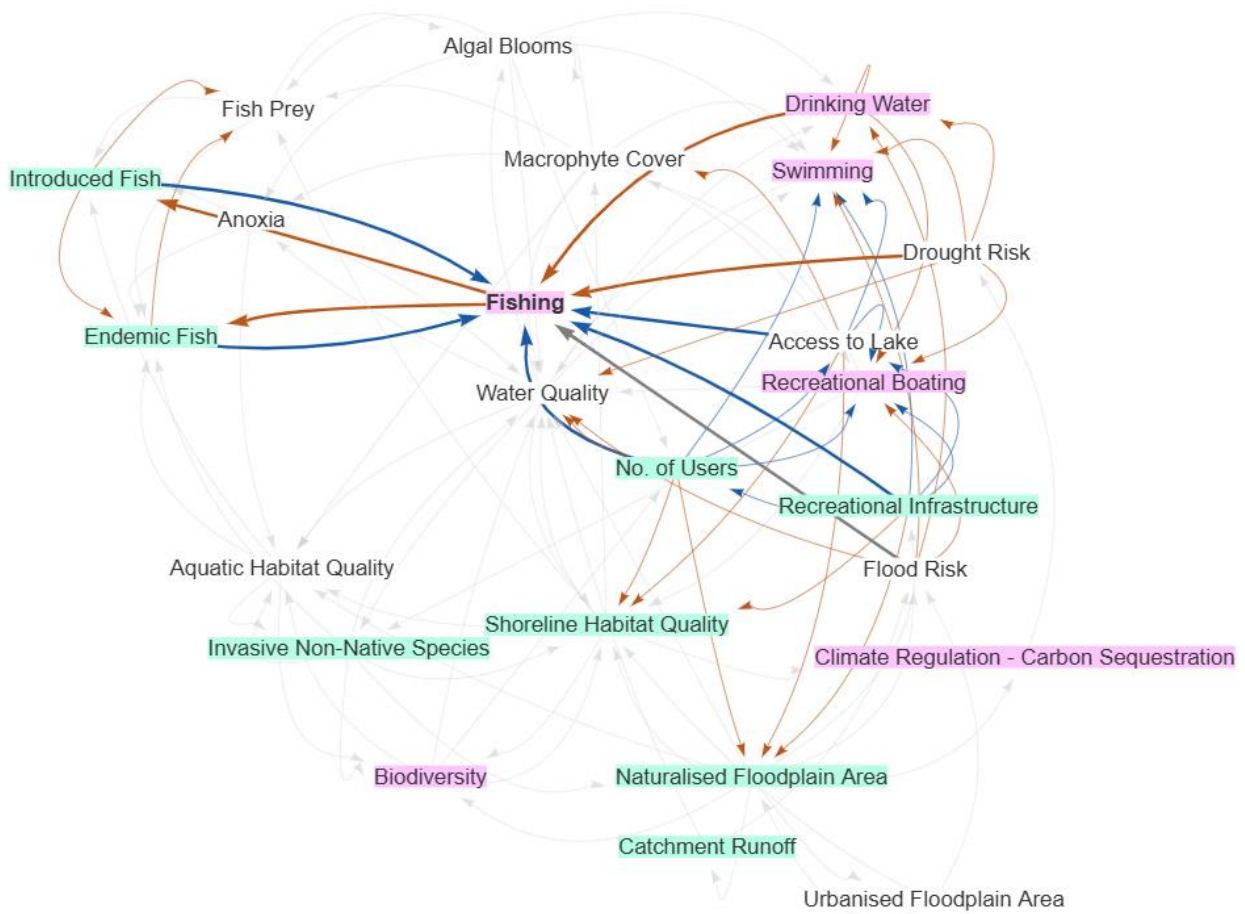 Algal Blooms
Drinking Water
Fish Prey
Macrophyte Cover
Swimming
Introduced Fish
Anoxia
Drought Risk
Fishing
Endemic Fish
Access to Lake
Recreational Boating
Water Quality
No. of Users
Recreational Infrastructure
Aquatic Habitat Quality
Flood Risk
Shoreline Habitat Quality
Invasive Non-Native Species
Climate Regulation - Carbon Sequestration
Biodiversity
Naturalised Floodplain Area
Catchment Runoff
Urbanised Floodplain Area